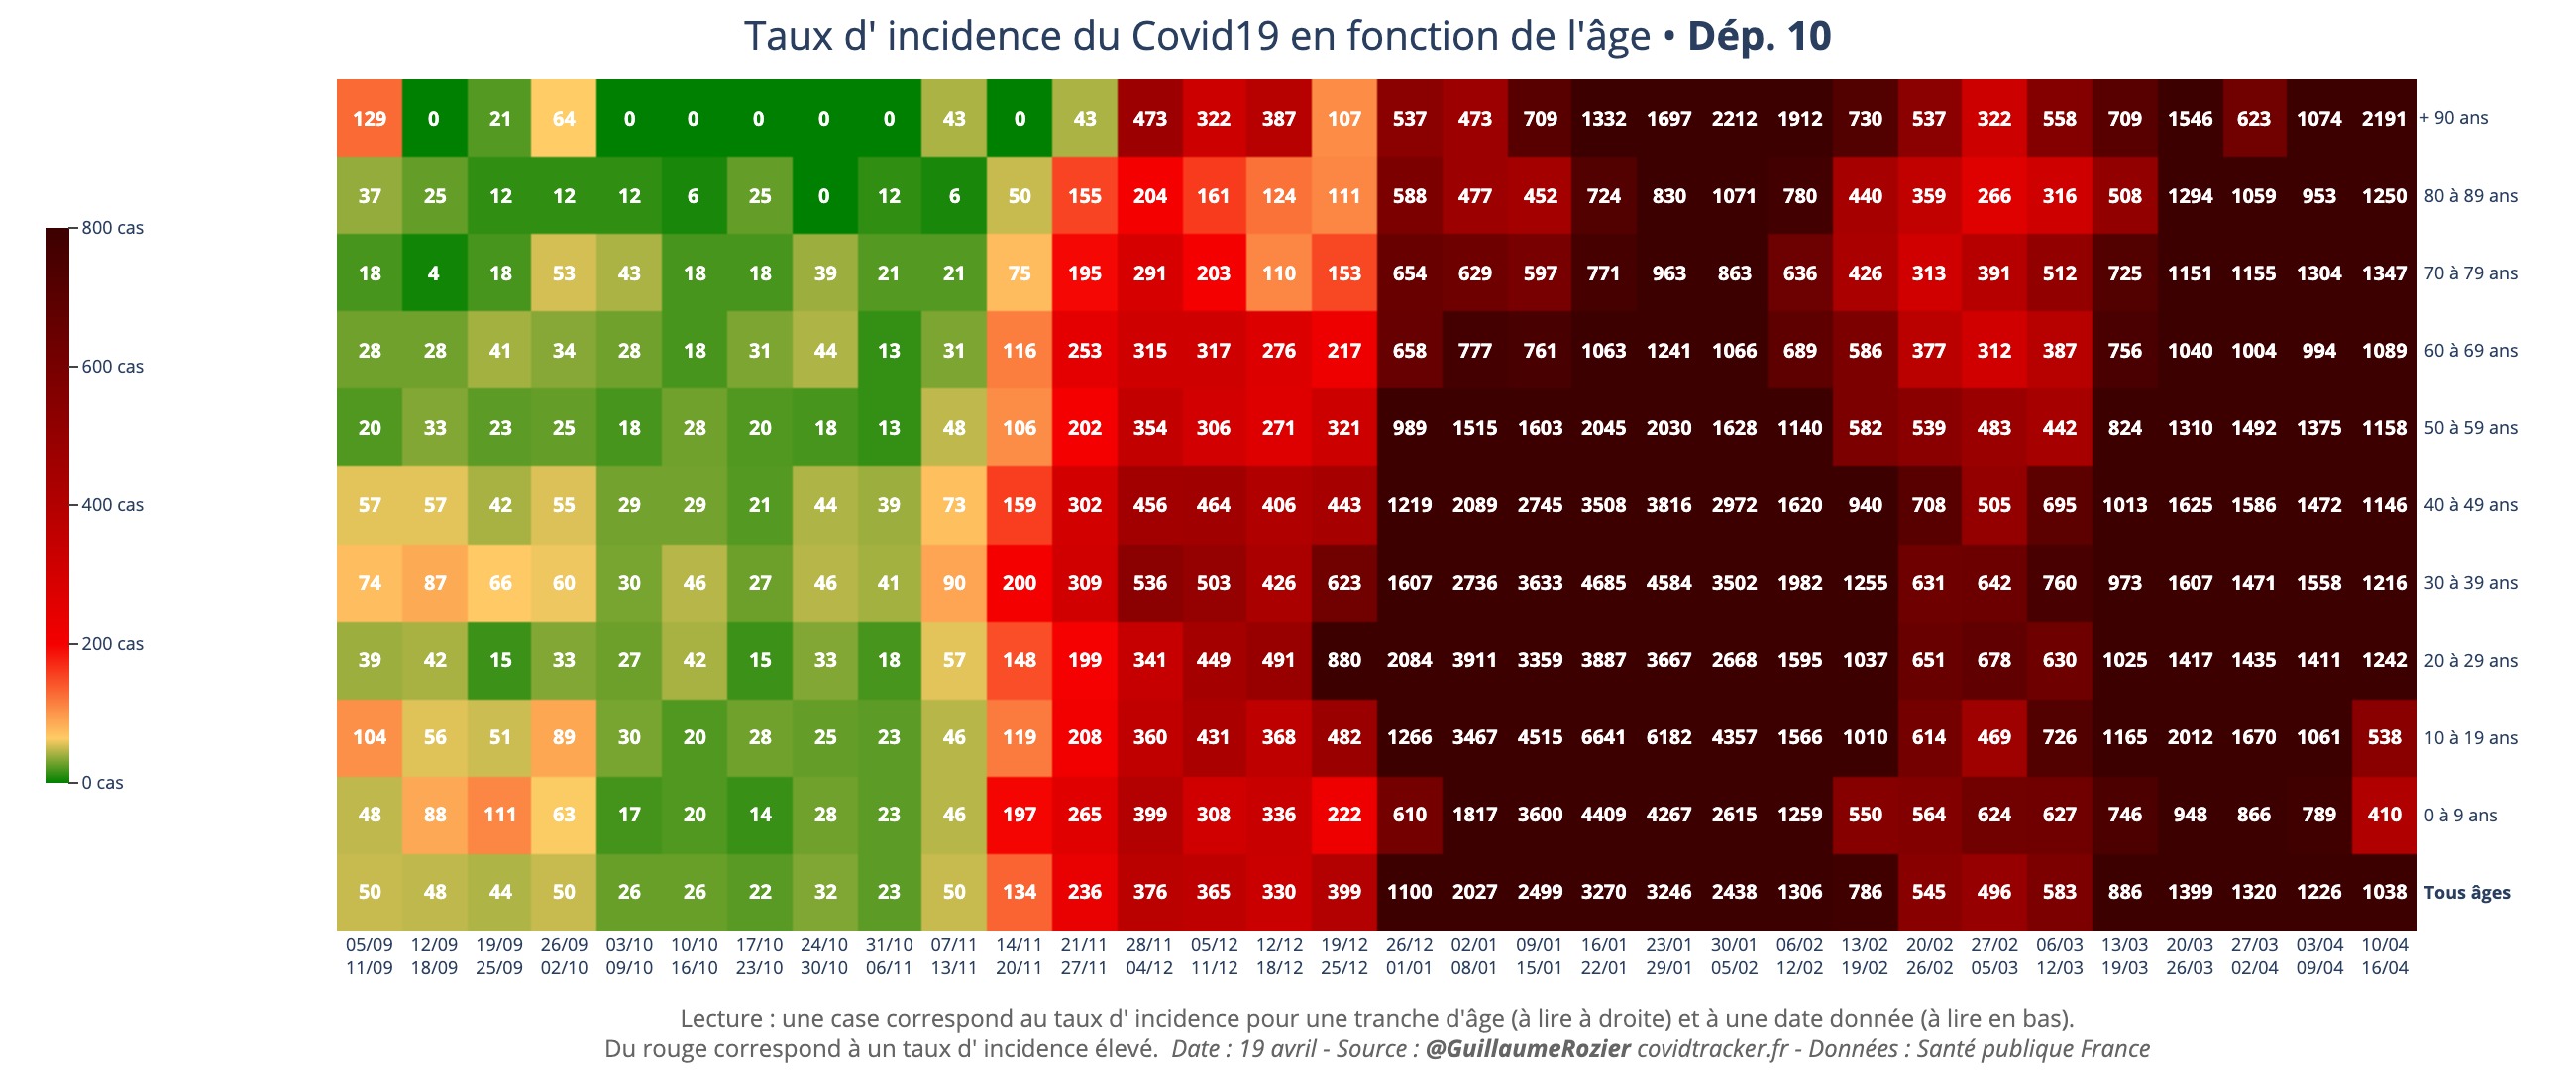 Taux d' incidence du Covid19 en fonction de l'âge • Dép. 10
129 0 21 64 0 0 0 0 0 43 0 43 473 322 387 107 537 473 709 1332 1697 2212 1912 730 537 322 558 709 1546 623 1074 2191 + 90 ans
37 25 12 12 12 6 25 0 12 6 50 155 204 161 124 111 588 477 452 724 830 1071 780 440 359 266 316 508 1294 1059 953 1250 80 à 89 ans
800 cas
18 4 18 53 43 18 18 39 21 21 75 195 291 203 110 153 654 629 597 771 963 863 636 426 313 391 512 725 1151 1155 1304 1347 70 à 79 ans
28 28 41 34 28 18 31 44 13 31 116 253 315 317 276 217 658 777 761 1063 1241 1066 689 586 377 312 387 756 1040 1004 994 1089 60 à 69 ans
600 cas
20 33 23 25 18 28 20 18 13 48 106 202 354 306 271 321 989 1515 1603 2045 2030 1628 1140 582 539 483 442 824 1310 1492 1375 1158 50 à 59 ans
400 cas
57 57 42 55 29 29 21 44 39 73 159 302 456 464 406 443 1219 2089 2745 3508 3816 2972 1620 940 708 505 695 1013 1625 1586 1472 1146 40 à 49 ans
74 87 66 60 30 46 27 46 41 90 200 309 536 503 426 623 1607 2736 3633 4685 4584 3502 1982 1255 631 642 760 973 1607 1471 1558 1216 30 à 39 ans
200 cas
39 42 15 33 27 42 15 33 18 57 148 199 341 449 491 880 2084 3911 3359 3887 3667 2668 1595 1037 651 678 630 1025 1417 1435 1411 1242 20 à 29 ans
104 56 51 89 30 20 28 25 23 46 119 208 360 431 368 482 1266 3467 4515 6641 6182 4357 1566 1010 614 469 726 1165 2012 1670 1061 538 10 à 19 ans
0 cas
48 88 111 63 17 20 14 28 23 46 197 265 399 308 336 222 610 1817 3600 4409 4267 2615 1259 550 564 624 627 746 948 866 789 410 0 à 9 ans
50 48 44 50 26 26 22 32 23 50 134 236 376 365 330 399 1100 2027 2499 3270 3246 2438 1306 786 545 496 583 886 1399 1320 1226 1038 Tous âges
05/09 12/09 19/09 26/09 03/10 10/10 17/10 24/10 31/10 07/11 14/11 21/11 28/11 05/12 12/12 19/12 26/12 02/01 09/01 16/01 23/01 30/01 06/02 13/02 20/02 27/02 06/03 13/03 20/03 27/03 03/04 10/04
11/09 18/09 25/09 02/10 09/10 16/10 23/10 30/10 06/11 13/11 20/11 27/11 04/12 11/12 18/12 25/12 01/01 08/01 15/01 22/01 29/01 05/02 12/02 19/02 26/02 05/03 12/03 19/03 26/03 02/04 09/04 16/04
Lecture : une case correspond au taux d' incidence pour une tranche d'âge (à lire à droite) et à une date donnée (à lire en bas).
Du rouge correspond à un taux d' incidence élevé. Date : 19 avril - Source : @GuillaumeRozier covidtracker.fr - Données : Santé publique France